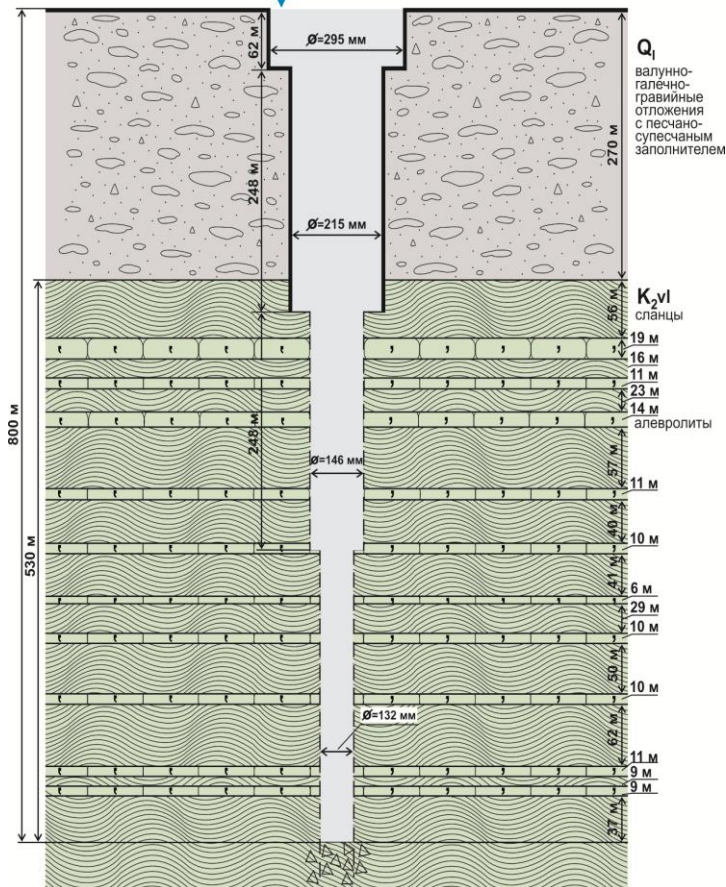 62 м
Ø=295 мм
Q_I
валунно-
галечно-
гравийные
отложения
с песчано-
супесчаным
заполнителем
270 м
248 м
Ø=215 мм
K₂vl
сланцы
56 м
19 м
16 м
11 м
23 м
14 м
алевролиты
800 м
248 м
Ø=146 мм
57 м
11 м
40 м
10 м
530 м
41 м
6 м
29 м
10 м
50 м
10 м
Ø=132 мм
62 м
11 м
9 м
9 м
37 м